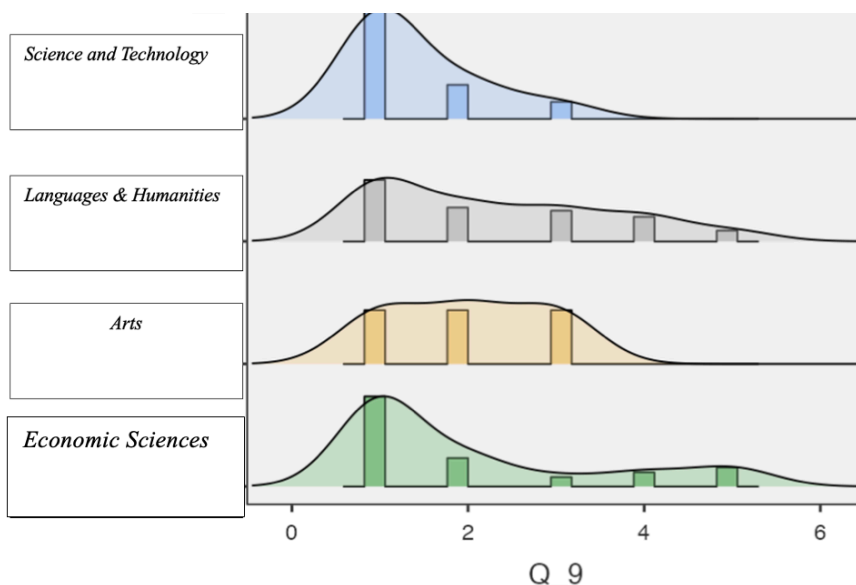 Science and Technology
Languages & Humanities
Arts
Economic Sciences
0 2 4 6
Q 9